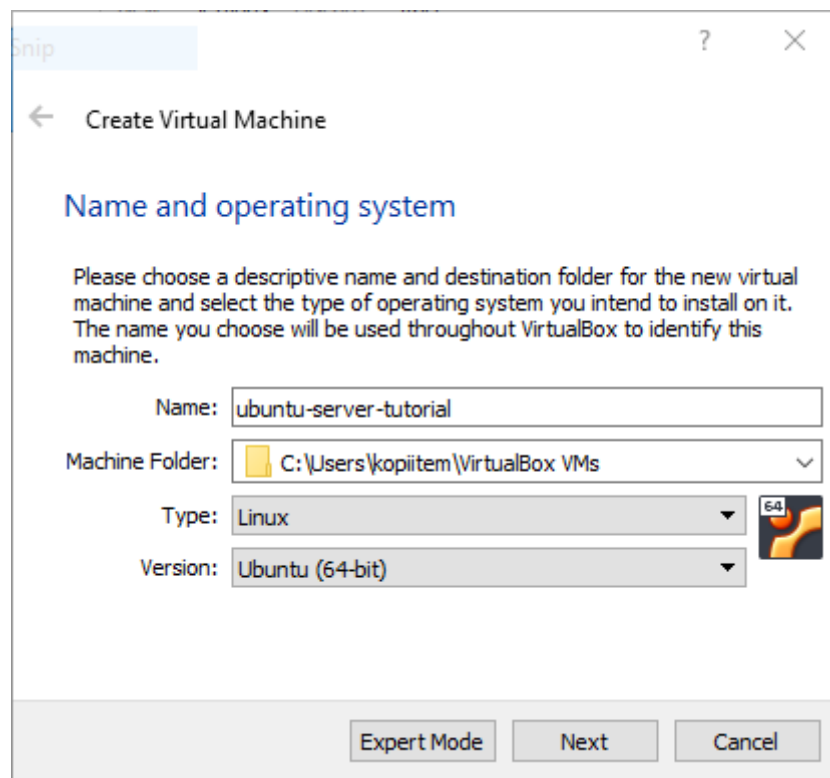 Snip
?
Create Virtual Machine
Name and operating system
Please choose a descriptive name and destination folder for the new virtual
machine and select the type of operating system you intend to install on it.
The name you choose will be used throughout VirtualBox to identify this
machine.
Name: ubuntu-server-tutorial
Machine Folder: C:\Users\kopiitem\VirtualBox VMs
Type: Linux
64
Version: Ubuntu (64-bit)
Expert Mode Next Cancel